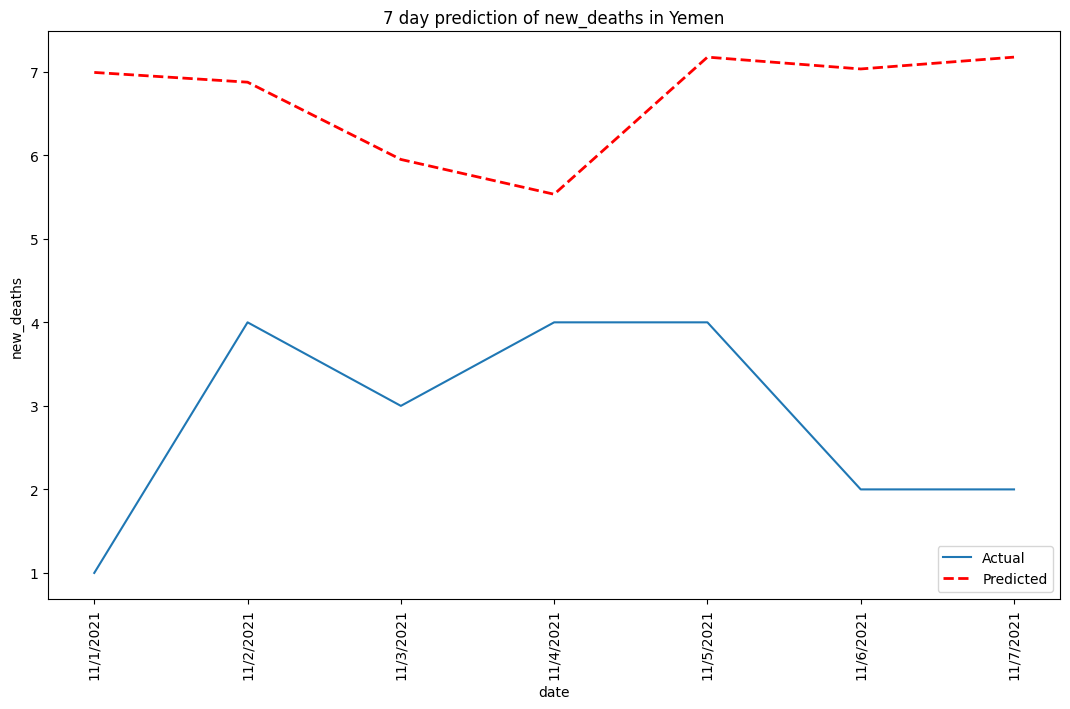 7 day prediction of new_deaths in Yemen
new_deaths
7
6
5
4
3
2
1
Actual
Predicted
11/1/2021
11/2/2021
11/3/2021
11/4/2021
11/5/2021
11/6/2021
11/7/2021
date